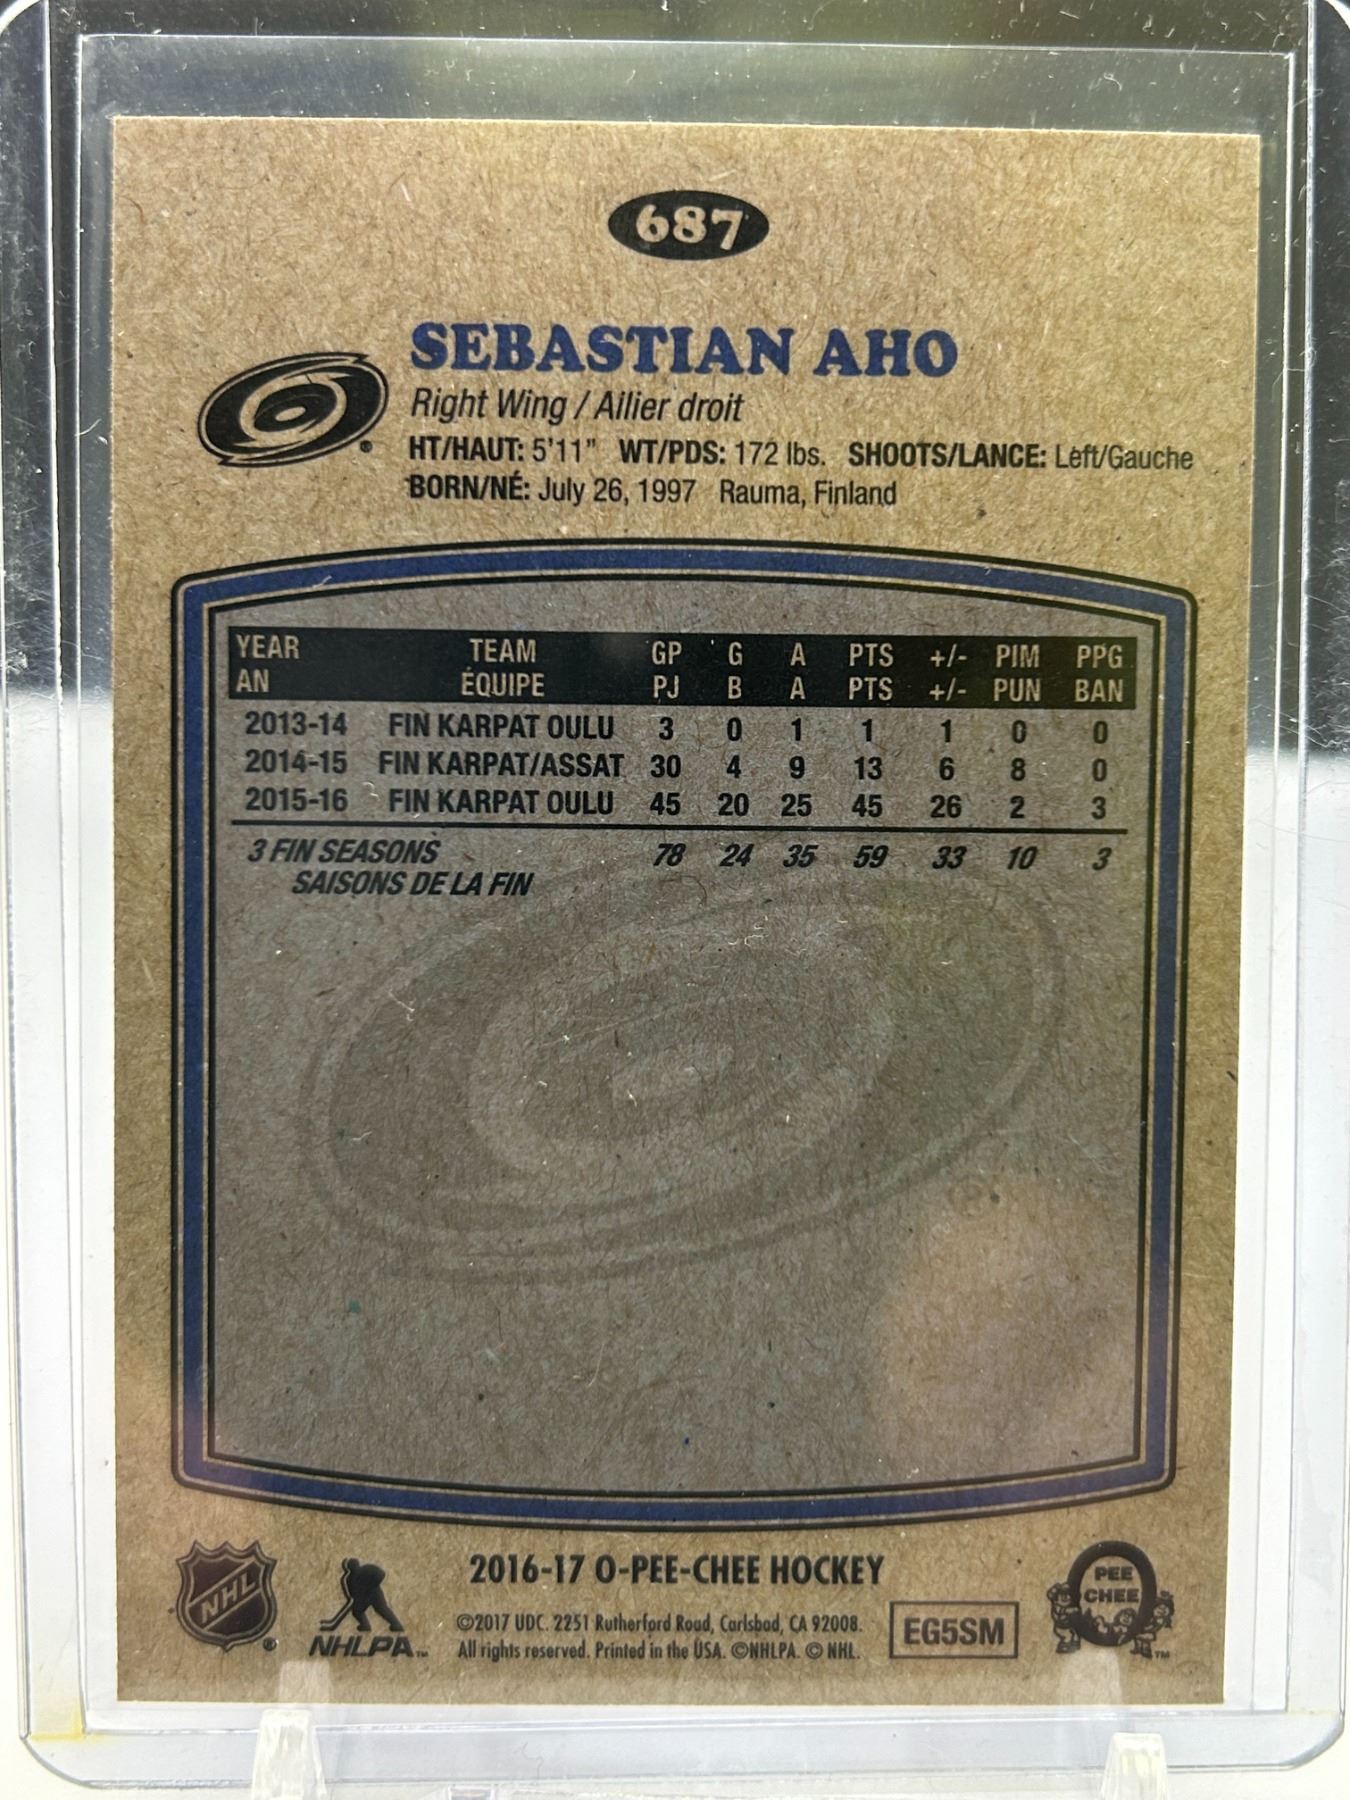 687
SEBASTIAN AHO
Right Wing / Ailier droit
HT/HAUT: 5'11" WT/PDS: 172 lbs. SHOOTS/LANCE: Left/Gauche
BORN/NÉ: July 26, 1997 Rauma, Finland
YEAR TEAM GP G A PTS +/- PIM PPG
AN ÉQUIPE PJ B A PTS +/- PUN BAN
2013-14 FIN KARPAT OULU 3 0 1 1 1 0 0
2014-15 FIN KARPAT/ASSAT 30 4 9 13 6 8 0
2015-16 FIN KARPAT OULU 45 20 25 45 26 2 3
3 FIN SEASONS 78 24 35 59 33 10 3
SAISONS DE LA FIN
2016-17 O-PEE-CHEE HOCKEY
©2017 UDC. 2251 Rutherford Road, Carlsbad, CA 92008.
All rights reserved. Printed in the USA. ©NHLPA. © NHL.
NHL ®
NHLPA™
EG5SM
PEE
CHEE
™